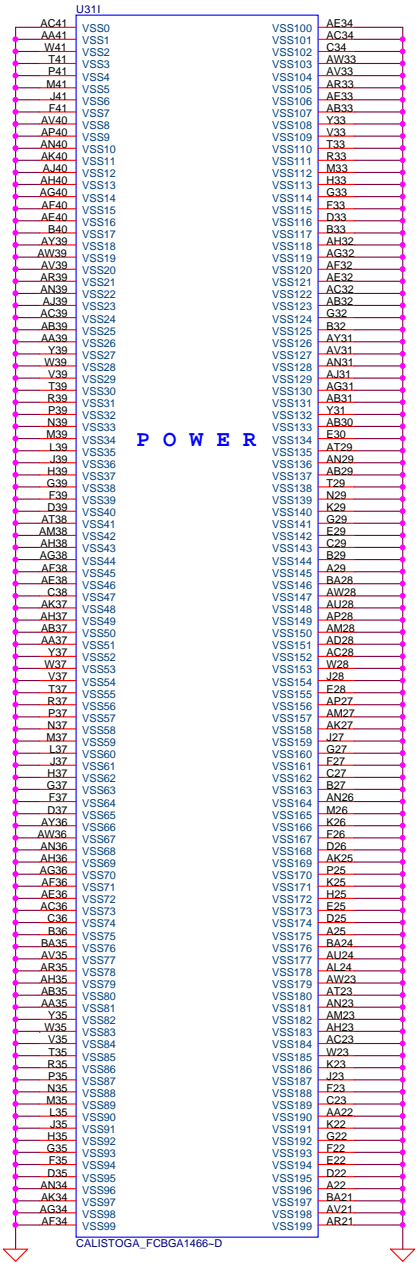 U31I
AC41 VSS0 VSS100 AE34
AA41 VSS1 VSS101 AC34
W41 VSS2 VSS102 C34
T41 VSS3 VSS103 AW33
P41 VSS4 VSS104 AV33
M41 VSS5 VSS105 AR33
J41 VSS6 VSS106 AE33
F41 VSS7 VSS107 AB33
AV40 VSS8 VSS108 Y33
AP40 VSS9 VSS109 V33
AN40 VSS10 VSS110 T33
AK40 VSS11 VSS111 R33
AJ40 VSS12 VSS112 M33
AH40 VSS13 VSS113 H33
AG40 VSS14 VSS114 G33
AF40 VSS15 VSS115 F33
AE40 VSS16 VSS116 D33
B40 VSS17 VSS117 B33
AY39 VSS18 VSS118 AH32
AW39 VSS19 VSS119 AG32
AV39 VSS20 VSS120 AF32
AR39 VSS21 VSS121 AE32
AN39 VSS22 VSS122 AC32
AJ39 VSS23 VSS123 AB32
AC39 VSS24 VSS124 G32
AB39 VSS25 VSS125 B32
AA39 VSS26 VSS126 AY31
Y39 VSS27 VSS127 AV31
W39 VSS28 VSS128 AN31
V39 VSS29 VSS129 AJ31
T39 VSS30 VSS130 AG31
R39 VSS31 VSS131 AB31
P39 VSS32 VSS132 Y31
N39 VSS33 VSS133 AB30
M39 VSS34 P O W E R VSS134 E30
L39 VSS35 VSS135 AT29
J39 VSS36 VSS136 AN29
H39 VSS37 VSS137 AB29
G39 VSS38 VSS138 T29
F39 VSS39 VSS139 N29
D39 VSS40 VSS140 K29
AT38 VSS41 VSS141 G29
AM38 VSS42 VSS142 E29
AH38 VSS43 VSS143 C29
AG38 VSS44 VSS144 B29
AF38 VSS45 VSS145 A29
AE38 VSS46 VSS146 BA28
C38 VSS47 VSS147 AW28
AK37 VSS48 VSS148 AU28
AH37 VSS49 VSS149 AP28
AB37 VSS50 VSS150 AM28
AA37 VSS51 VSS151 AD28
Y37 VSS52 VSS152 AC28
W37 VSS53 VSS153 W28
V37 VSS54 VSS154 J28
T37 VSS55 VSS155 E28
R37 VSS56 VSS156 AP27
P37 VSS57 VSS157 AM27
N37 VSS58 VSS158 AK27
M37 VSS59 VSS159 J27
L37 VSS60 VSS160 G27
J37 VSS61 VSS161 F27
H37 VSS62 VSS162 C27
G37 VSS63 VSS163 B27
F37 VSS64 VSS164 AN26
D37 VSS65 VSS165 M26
AY36 VSS66 VSS166 K26
AW36 VSS67 VSS167 F26
AN36 VSS68 VSS168 D26
AH36 VSS69 VSS169 AK25
AG36 VSS70 VSS170 P25
AF36 VSS71 VSS171 K25
AE36 VSS72 VSS172 H25
AC36 VSS73 VSS173 E25
C36 VSS74 VSS174 D25
B36 VSS75 VSS175 A25
BA35 VSS76 VSS176 BA24
AV35 VSS77 VSS177 AU24
AR35 VSS78 VSS178 AL24
AH35 VSS79 VSS179 AW23
AB35 VSS80 VSS180 AT23
AA35 VSS81 VSS181 AN23
Y35 VSS82 VSS182 AM23
W35 VSS83 VSS183 AH23
V35 VSS84 VSS184 AC23
T35 VSS85 VSS185 W23
R35 VSS86 VSS186 K23
P35 VSS87 VSS187 J23
N35 VSS88 VSS188 F23
M35 VSS89 VSS189 C23
L35 VSS90 VSS190 AA22
J35 VSS91 VSS191 K22
H35 VSS92 VSS192 G22
G35 VSS93 VSS193 F22
F35 VSS94 VSS194 E22
D35 VSS95 VSS195 D22
AN34 VSS96 VSS196 A22
AK34 VSS97 VSS197 BA21
AG34 VSS98 VSS198 AV21
AF34 VSS99 VSS199 AR21
CALISTOGA_FCBGA1466~D